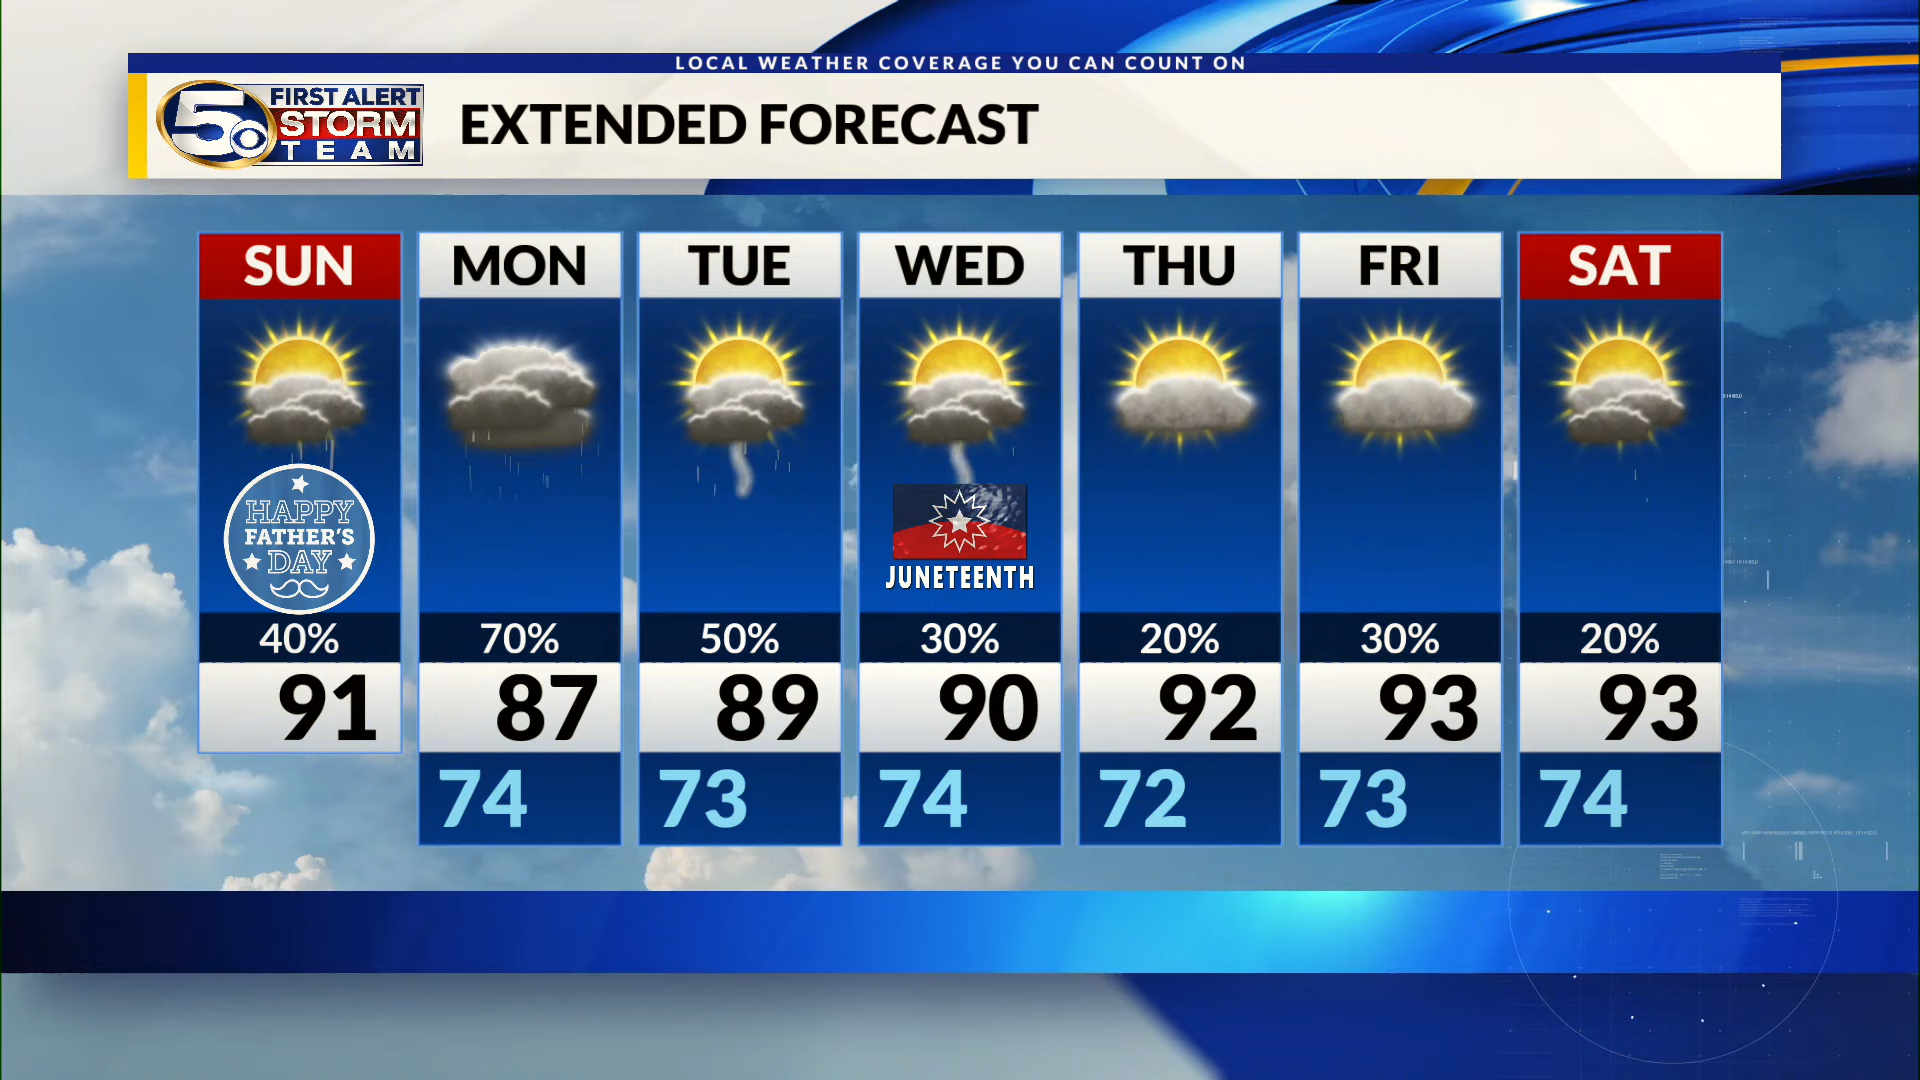 LOCAL WEATHER COVERAGE YOU CAN COUNT ON
5 FIRST ALERT
STORM
TEAM
EXTENDED FORECAST
SUN MON TUE WED THU FRI SAT
HAPPY
FATHER'S
DAY
JUNETEENTH
40% 70% 50% 30% 20% 30% 20%
91 87 89 90 92 93 93
74 73 74 72 73 74